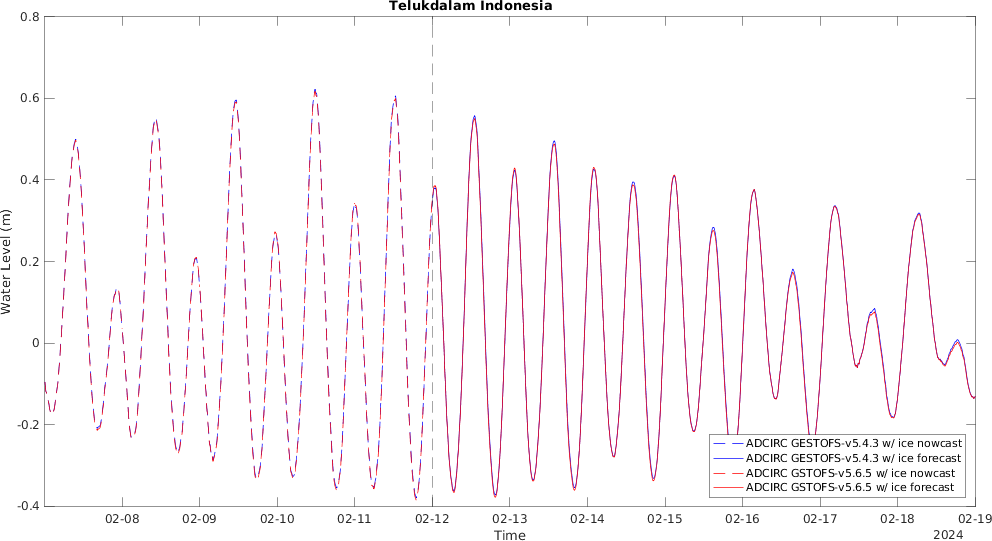 Telukdalam Indonesia
Water Level (m)
0.8
0.6
0.4
0.2
0
-0.2
-0.4
ADCIRC GESTOFS-v5.4.3 w/ ice nowcast
ADCIRC GESTOFS-v5.4.3 w/ ice forecast
ADCIRC GSTOFS-v5.6.5 w/ ice nowcast
ADCIRC GSTOFS-v5.6.5 w/ ice forecast
02-08 02-09 02-10 02-11 02-12 02-13 02-14 02-15 02-16 02-17 02-18 02-19
Time
2024